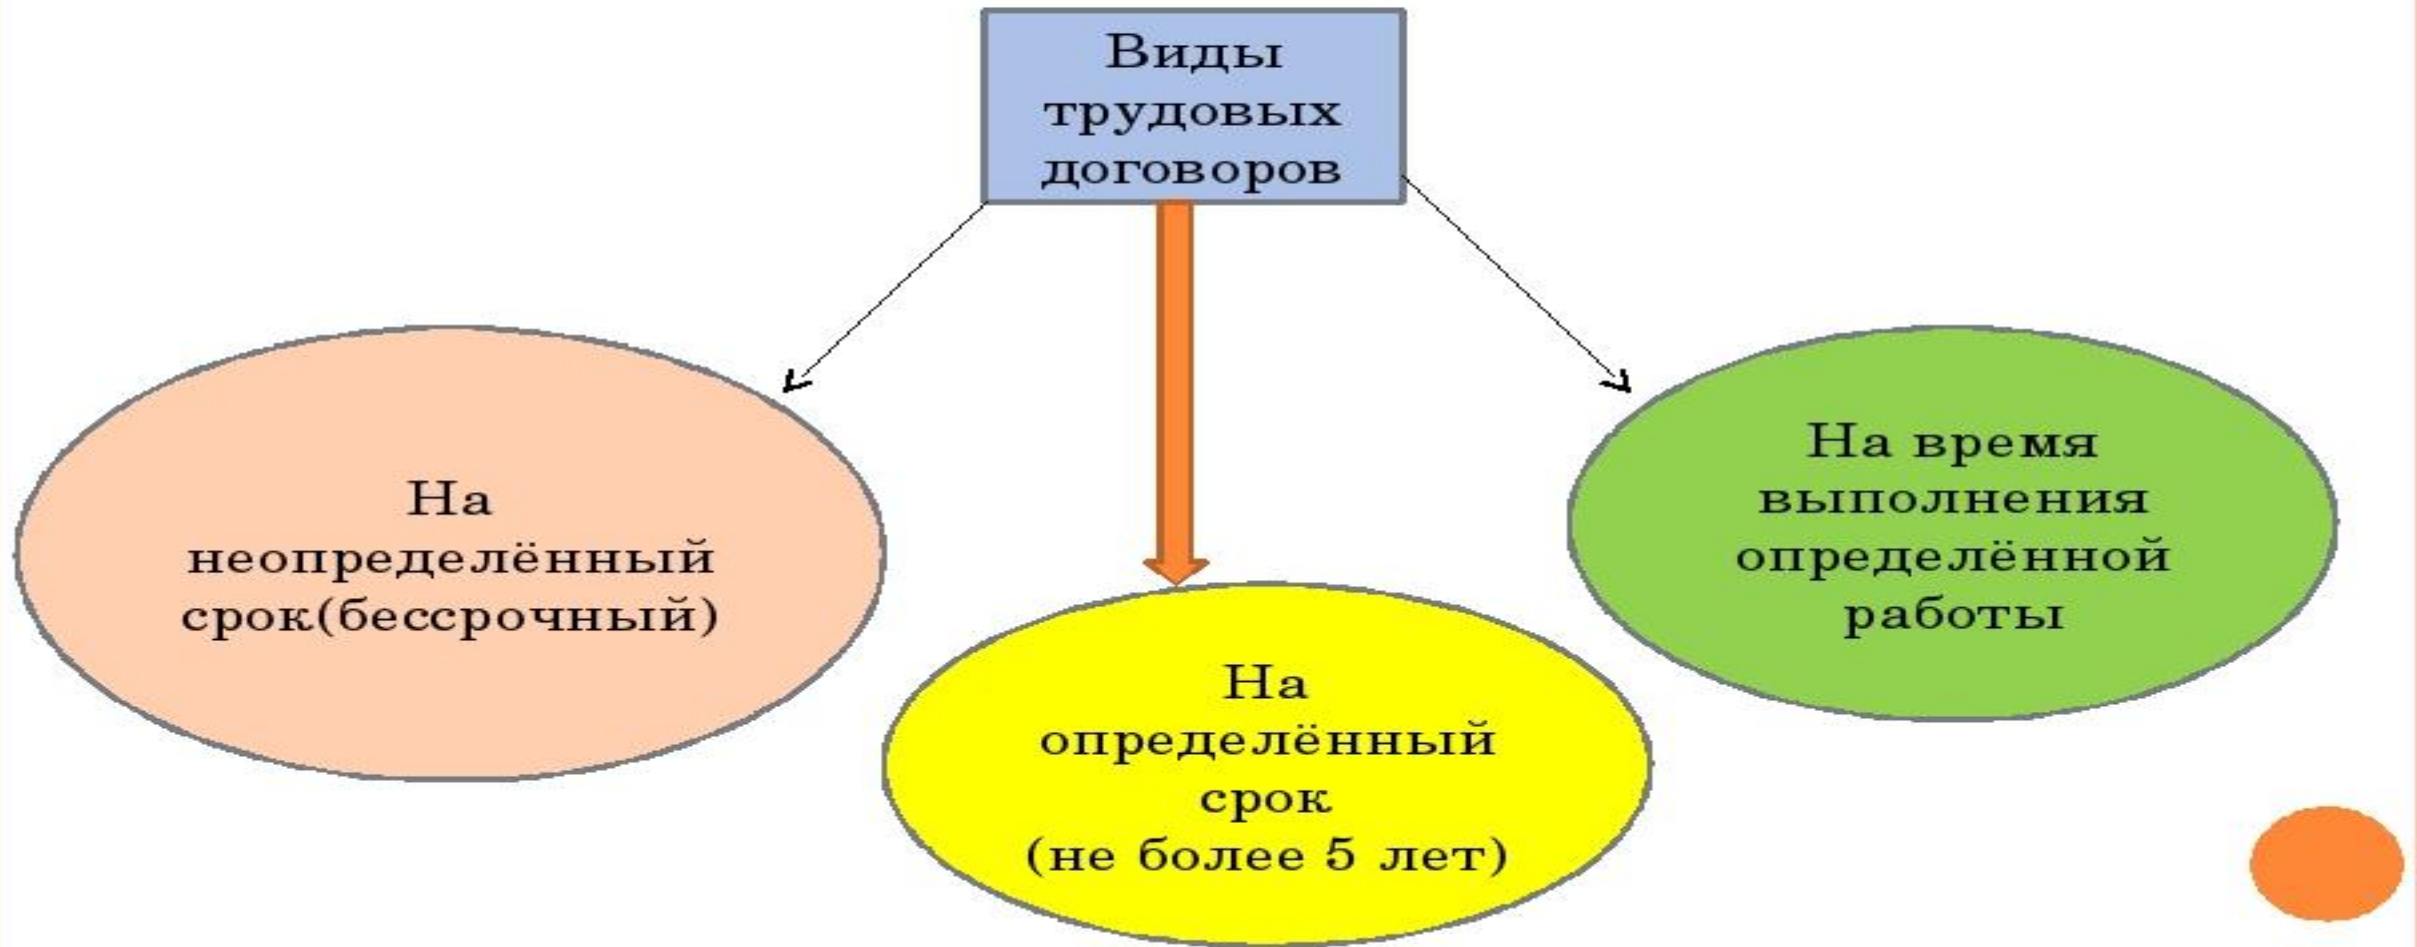 Виды
трудовых
договоров
На
неопределённый
срок(бессрочный)
На
определённый
срок
(не более 5 лет)
На время
выполнения
определённой
работы